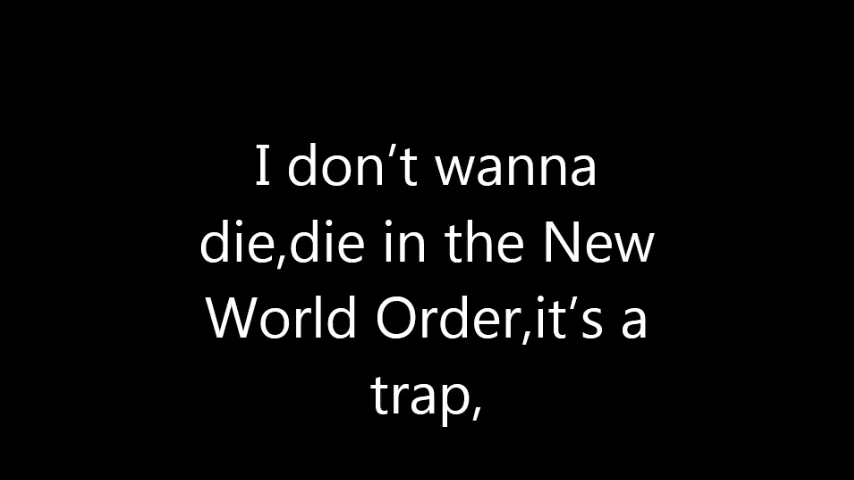 I don’t wanna
die,die in the New
World Order,it’s a
trap,